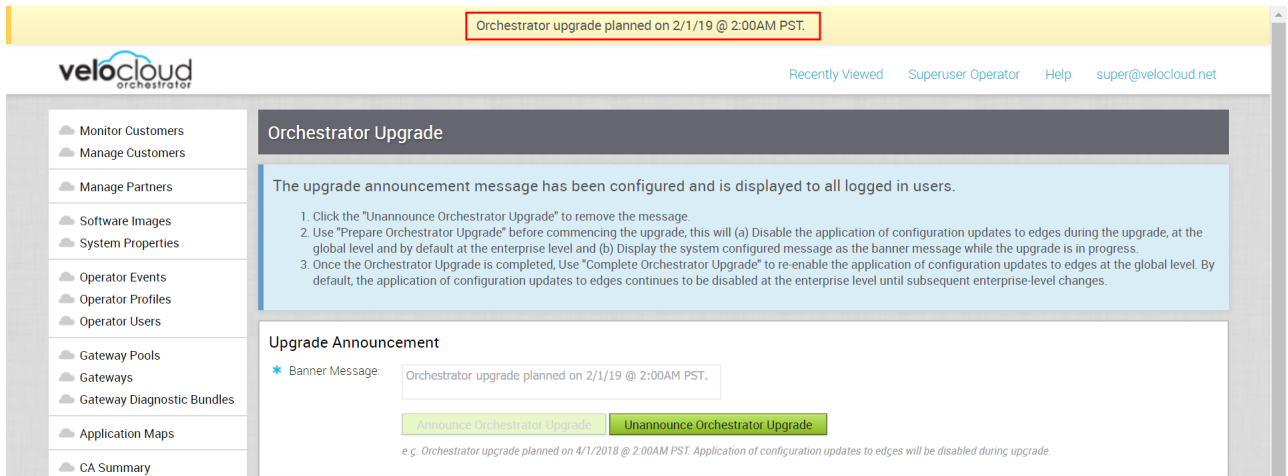 Orchestrator upgrade planned on 2/1/19 @ 2:00AM PST.
velocloud
orchestrator
Recently Viewed Superuser Operator Help super@velocloud.net
Monitor Customers
Manage Customers
Manage Partners
Software Images
System Properties
Operator Events
Operator Profiles
Operator Users
Gateway Pools
Gateways
Gateway Diagnostic Bundles
Application Maps
CA Summary
Orchestrator Upgrade
The upgrade announcement message has been configured and is displayed to all logged in users.
1. Click the "Unannounce Orchestrator Upgrade" to remove the message.
2. Use "Prepare Orchestrator Upgrade" before commencing the upgrade, this will (a) Disable the application of configuration updates to edges during the upgrade, at the
global level and by default at the enterprise level and (b) Display the system configured message as the banner message while the upgrade is in progress.
3. Once the Orchestrator Upgrade is completed, Use "Complete Orchestrator Upgrade" to re-enable the application of configuration updates to edges at the global level. By
default, the application of configuration updates to edges continues to be disabled at the enterprise level until subsequent enterprise-level changes.
Upgrade Announcement
* Banner Message:
Orchestrator upgrade planned on 2/1/19 @ 2:00AM PST.
Announce Orchestrator Upgrade Unannounce Orchestrator Upgrade
e.g. Orchestrator upgrade planned on 4/1/2018 @ 2:00AM PST. Application of configuration updates to edges will be disabled during upgrade.